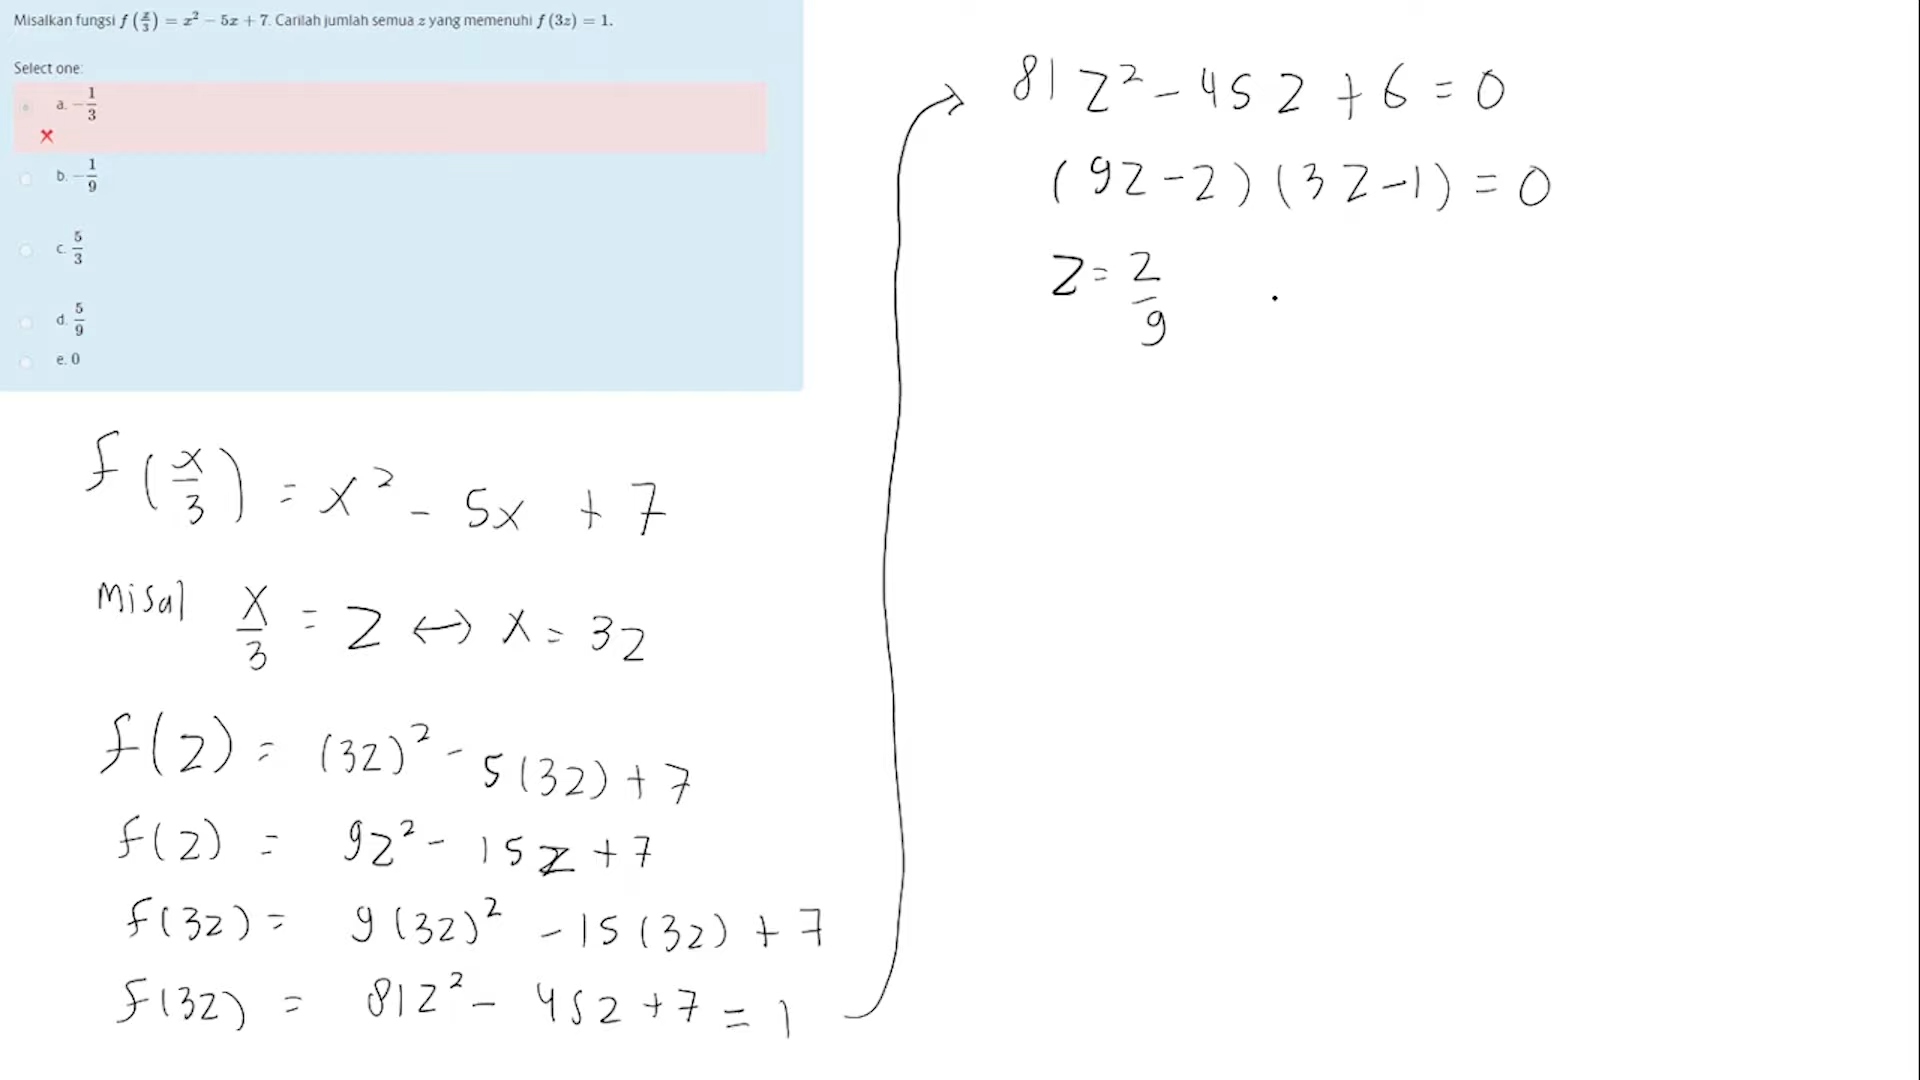 Misalkan fungsi f(x/3) = x² − 5x + 7. Carilah jumlah semua z yang memenuhi f(3z) = 1.
Select one:
a. −1/3
b. −1/9
c. 5/3
d. 5/9
e. 0
f(x/3) = x² - 5x + 7
Misal x/3 = z ↔ x = 3z
f(z) = (3z)² - 5(3z) + 7
f(z) = 9z² - 15z + 7
f(3z) = 9(3z)² - 15(3z) + 7
f(3z) = 81z² - 45z + 7 = 1
81z² - 45z + 6 = 0
(9z - 2)(3z - 1) = 0
z = 2/9